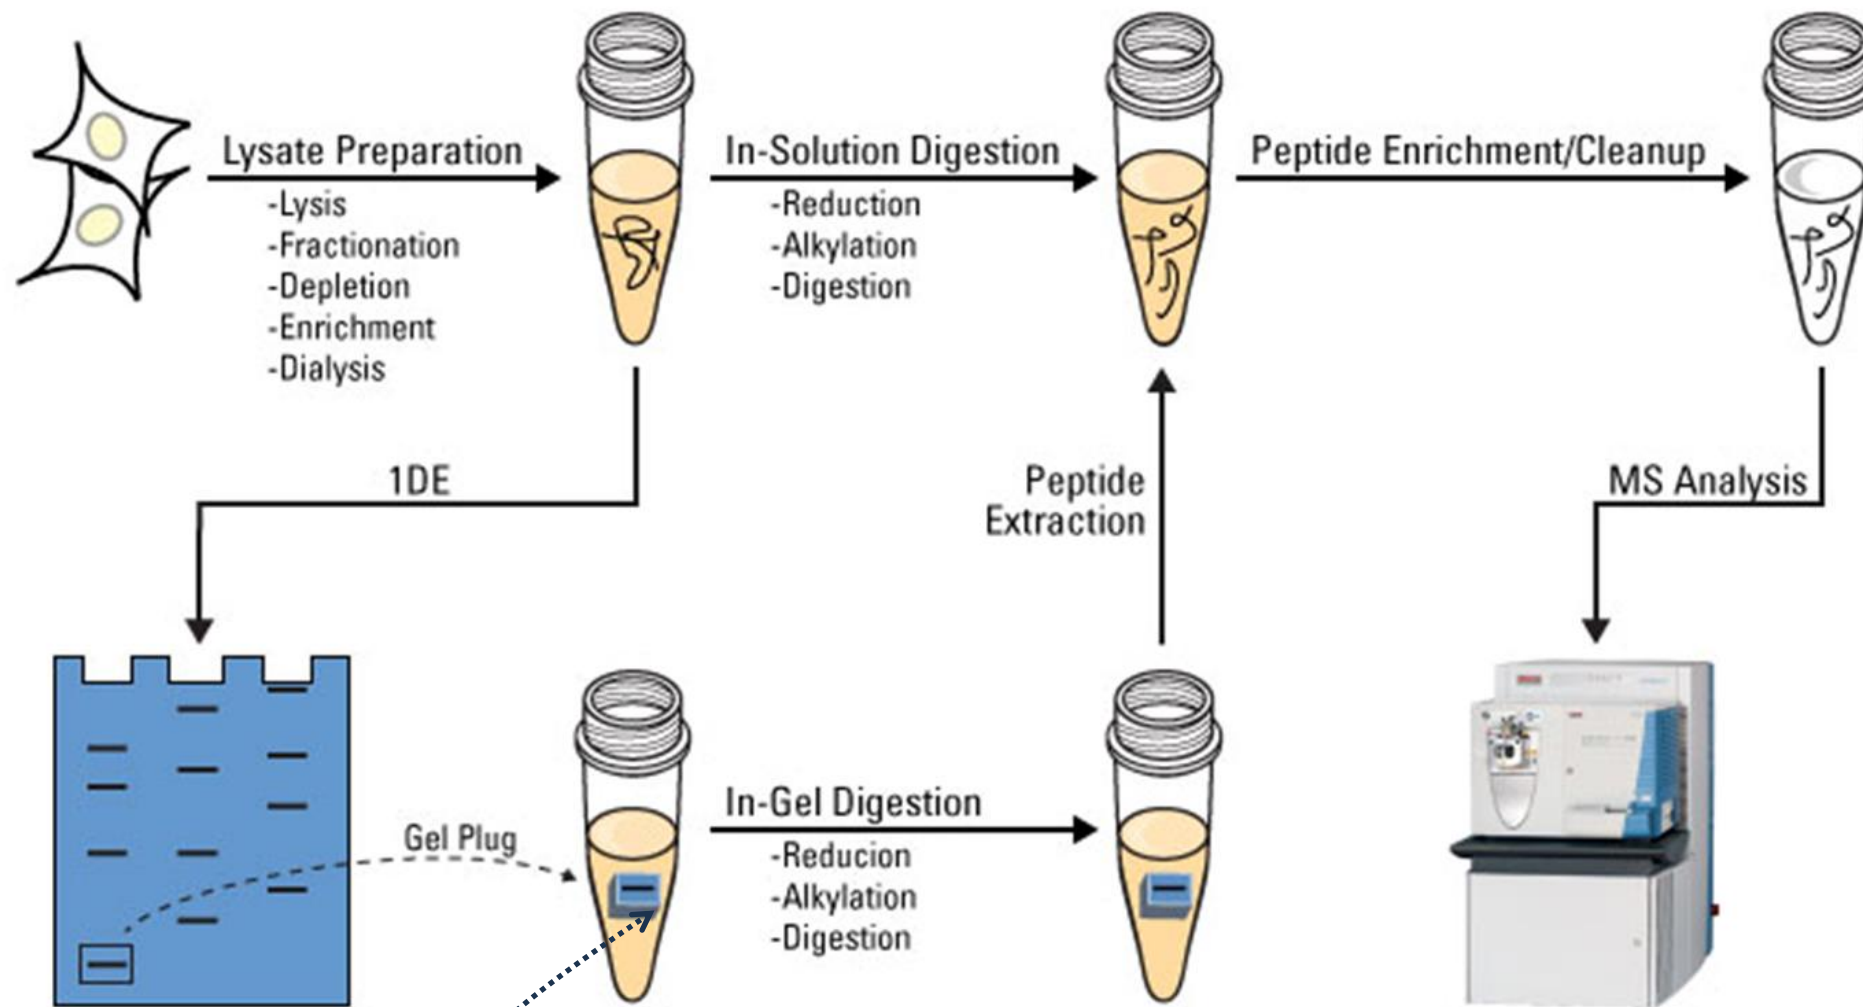 Lysate Preparation
-Lysis
-Fractionation
-Depletion
-Enrichment
-Dialysis
In-Solution Digestion
-Reduction
-Alkylation
-Digestion
Peptide Enrichment/Cleanup
1DE
Peptide
Extraction
MS Analysis
Gel Plug
In-Gel Digestion
-Reducion
-Alkylation
-Digestion